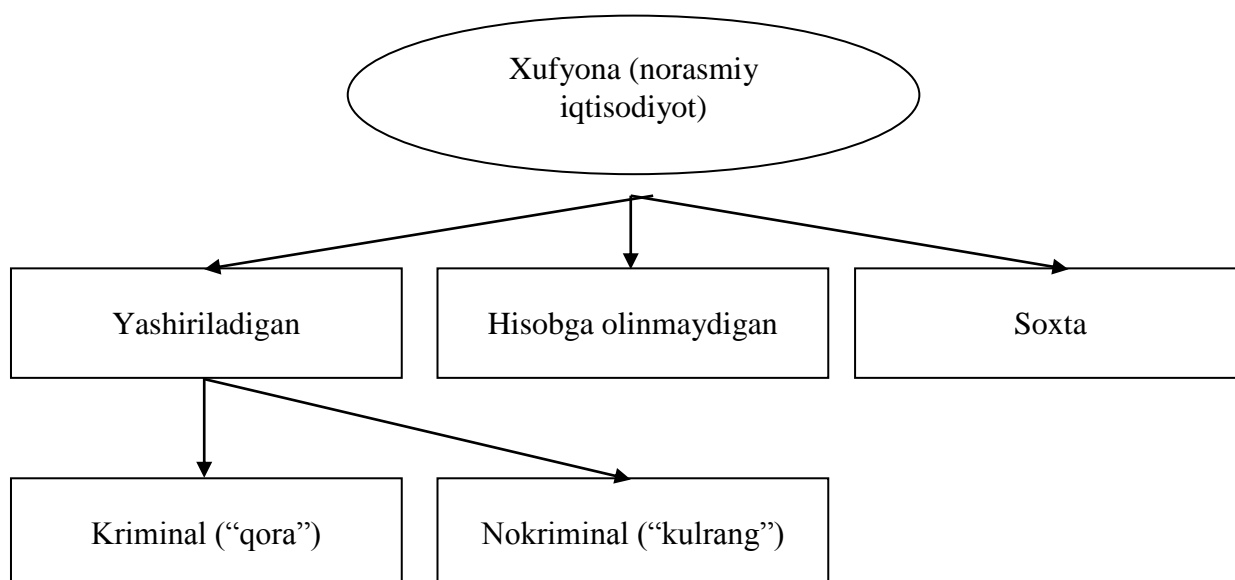 Xufyona (norasmiy
iqtisodiyot)
Yashiriladigan
Hisobga olinmaydigan
Soxta
Kriminal (“qora”)
Nokriminal (“kulrang”)